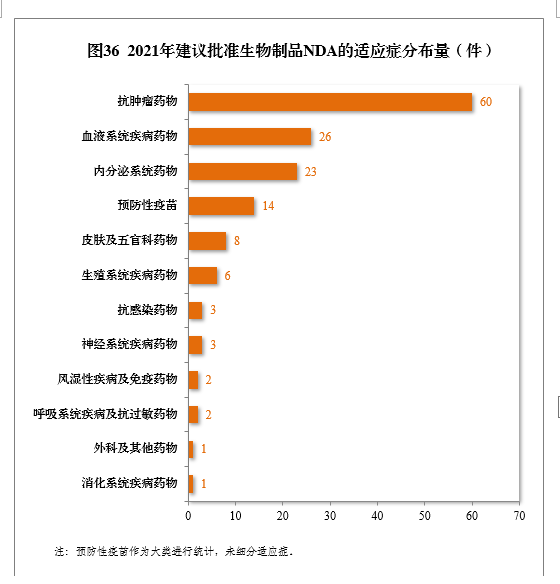 图36 2021年建议批准生物制品NDA的适应症分布量（件）
抗肿瘤药物 60
血液系统疾病药物 26
内分泌系统药物 23
预防性疫苗 14
皮肤及五官科药物 8
生殖系统疾病药物 6
抗感染药物 3
神经系统疾病药物 3
风湿性疾病及免疫药物 2
呼吸系统疾病及抗过敏药物 2
外科及其他药物 1
消化系统疾病药物 1
0 10 20 30 40 50 60 70
注：预防性疫苗作为大类进行统计，未细分适应症。